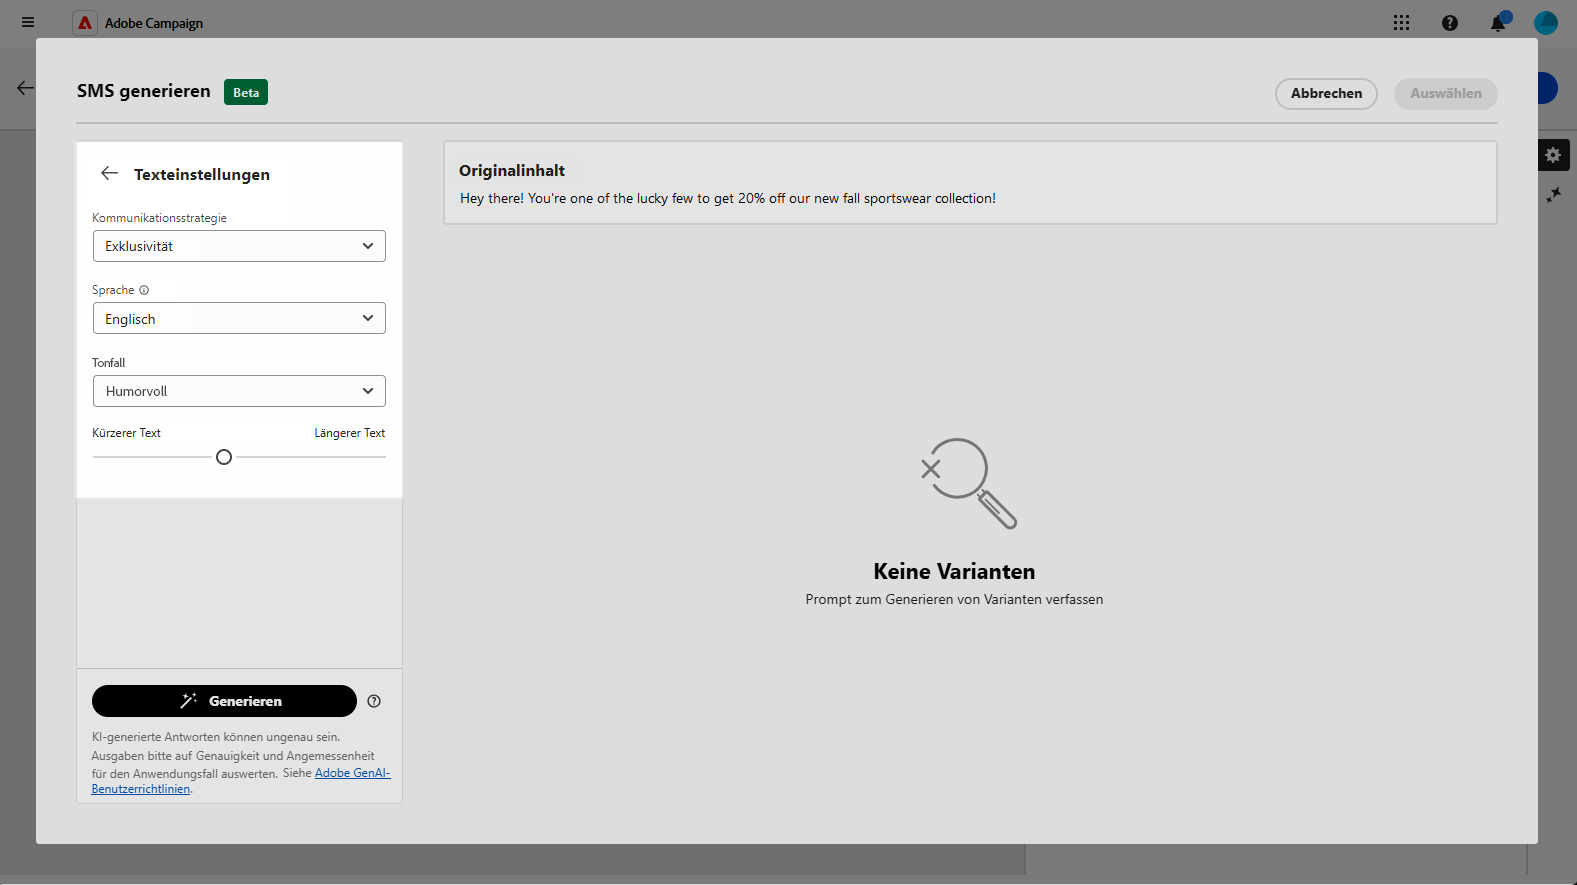 Adobe Campaign
SMS generieren Beta
Abbrechen Auswählen
Texteinstellungen
Kommunikationsstrategie
Exklusivität
Sprache
Englisch
Tonfall
Humorvoll
Kürzerer Text Längerer Text
Generieren
KI-generierte Antworten können ungenau sein.
Ausgaben bitte auf Genauigkeit und Angemessenheit
für den Anwendungsfall auswerten. Siehe Adobe GenAI-
Benutzerrichtlinien.
Originalinhalt
Hey there! You're one of the lucky few to get 20% off our new fall sportswear collection!
Keine Varianten
Prompt zum Generieren von Varianten verfassen